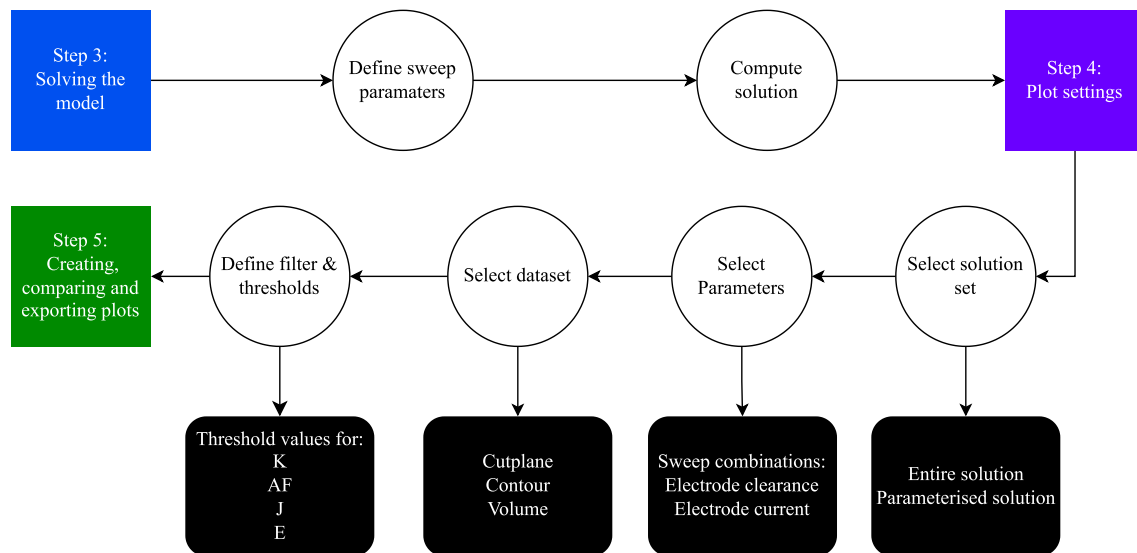 Step 3:
Solving the
model
Define sweep
paramaters
Compute
solution
Step 4:
Plot settings
Step 5:
Creating,
comparing and
exporting plots
Define filter &
thresholds
Select dataset
Select
Parameters
Select solution
set
Threshold values for:
K
AF
J
E
Cutplane
Contour
Volume
Sweep combinations:
Electrode clearance
Electrode current
Entire solution
Parameterised solution